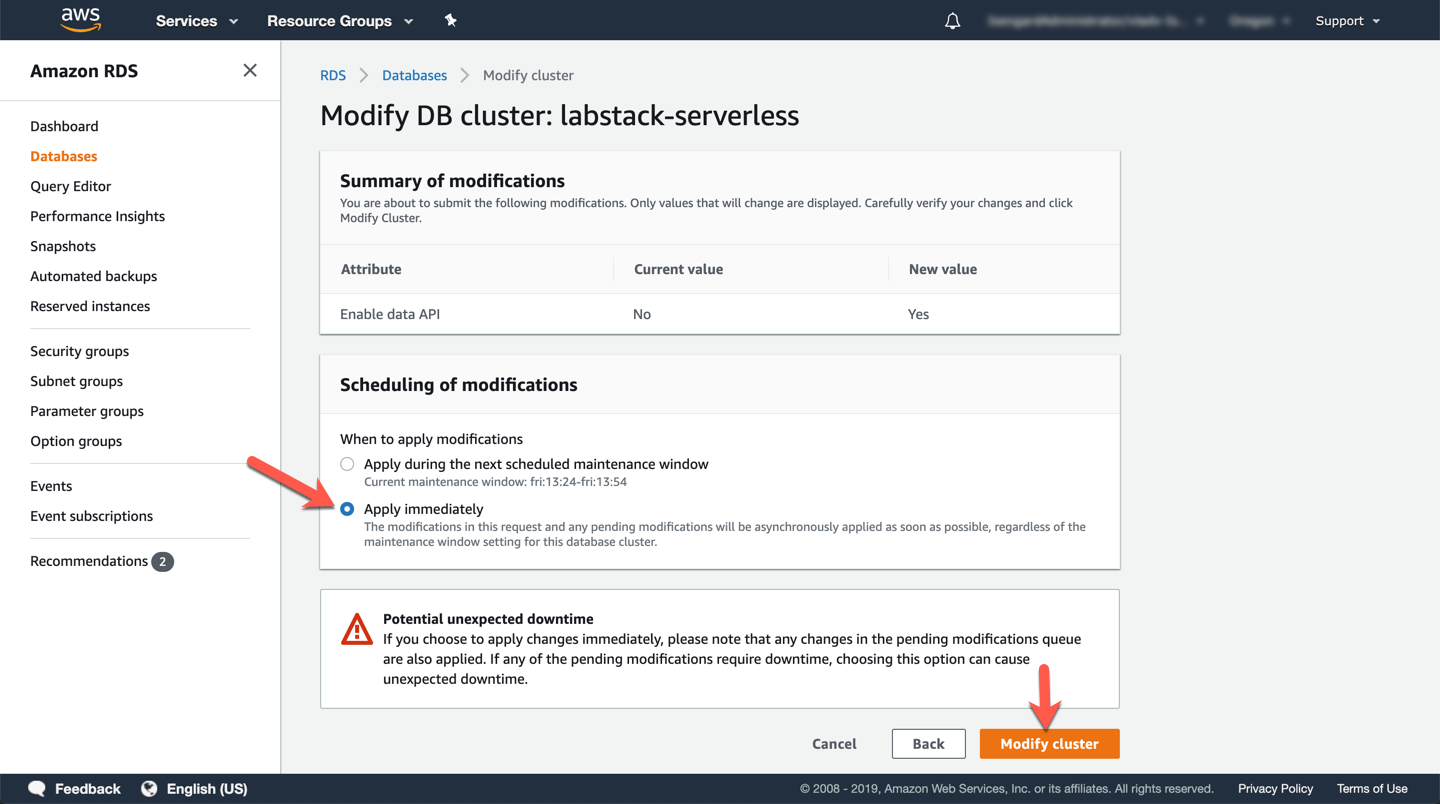 aws
Services
Resource Groups
Support
Amazon RDS
Dashboard
Databases
Query Editor
Performance Insights
Snapshots
Automated backups
Reserved instances
Security groups
Subnet groups
Parameter groups
Option groups
Events
Event subscriptions
Recommendations 2
RDS Databases Modify cluster
Modify DB cluster: labstack-serverless
Summary of modifications
You are about to submit the following modifications. Only values that will change are displayed. Carefully verify your changes and click
Modify Cluster.
Attribute Current value New value
Enable data API No Yes
Scheduling of modifications
When to apply modifications
Apply during the next scheduled maintenance window
Current maintenance window: fri:13:24-fri:13:54
Apply immediately
The modifications in this request and any pending modifications will be asynchronously applied as soon as possible, regardless of the
maintenance window setting for this database cluster.
Potential unexpected downtime
If you choose to apply changes immediately, please note that any changes in the pending modifications queue
are also applied. If any of the pending modifications require downtime, choosing this option can cause
unexpected downtime.
Cancel Back Modify cluster
Feedback English (US) © 2008 - 2019, Amazon Web Services, Inc. or its affiliates. All rights reserved. Privacy Policy Terms of Use